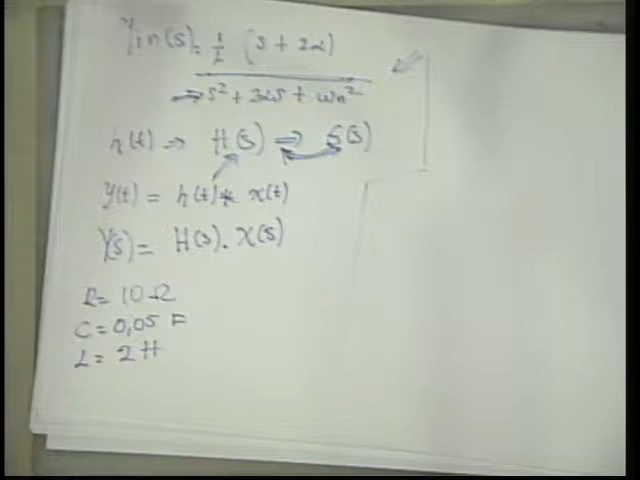 Yin(s) = 1/L (s + 2α)
⇒ s² + 2αs + ωn²
h(t) ⇒ H(s) ⇒ S(s)
y(t) = h(t) * x(t)
Y(s) = H(s) . X(s)
R = 10 Ω
C = 0,05 F
L = 2 H